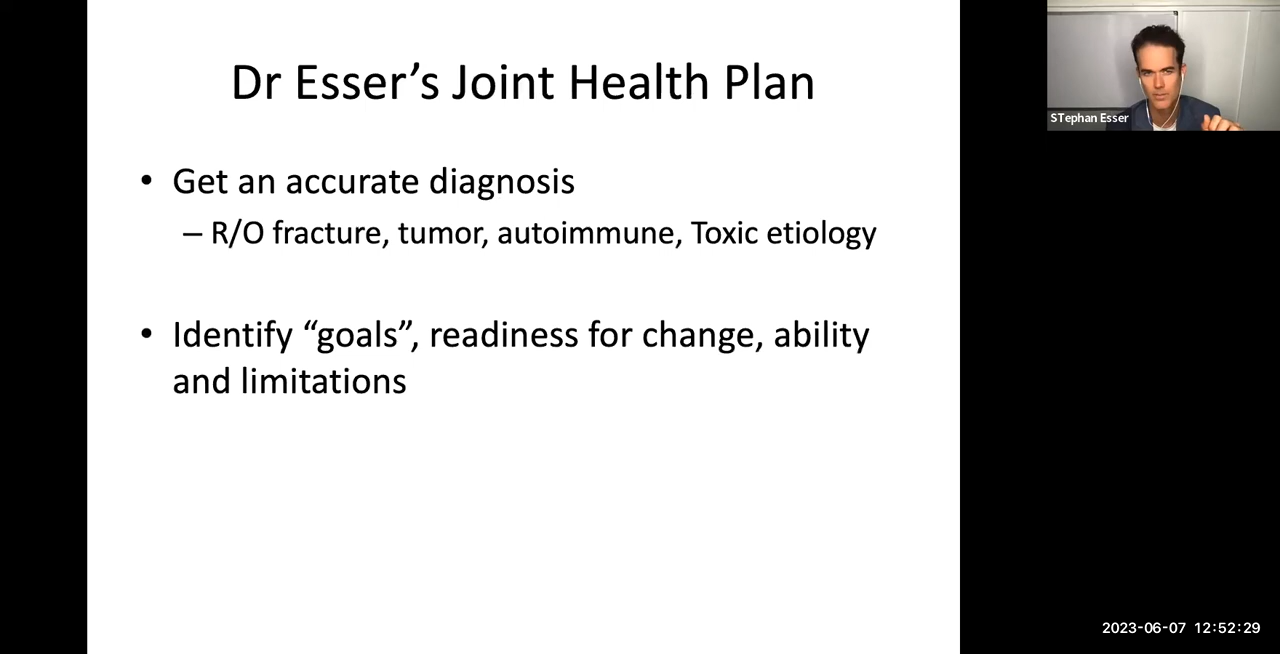 Dr Esser’s Joint Health Plan
• Get an accurate diagnosis
– R/O fracture, tumor, autoimmune, Toxic etiology
• Identify “goals”, readiness for change, ability
and limitations
STephan Esser
2023-06-07 12:52:29